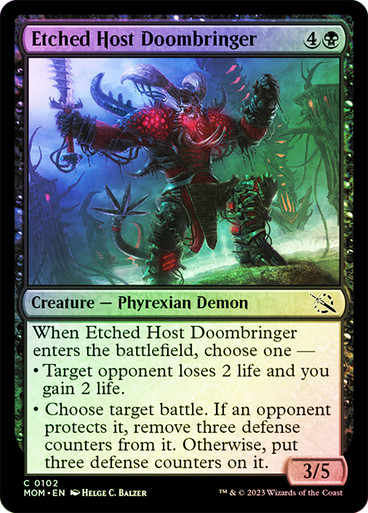 Etched Host Doombringer 4
Creature — Phyrexian Demon
When Etched Host Doombringer
enters the battlefield, choose one —
• Target opponent loses 2 life and you
gain 2 life.
• Choose target battle. If an opponent
protects it, remove three defense
counters from it. Otherwise, put
three defense counters on it.
3/5
C 0102
MOM • EN HELGE C. BALZER
™ & © 2023 Wizards of the Coast